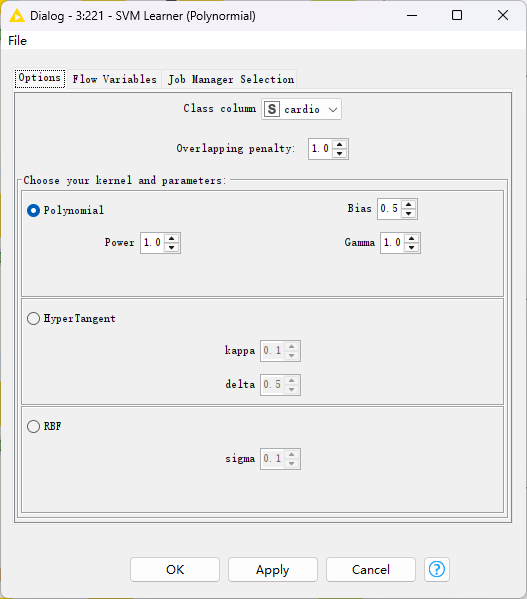 Dialog - 3:221 - SVM Learner (Polynormial)
File
Options Flow Variables Job Manager Selection
Class column S cardio
Overlapping penalty: 1.0
Choose your kernel and parameters:
Polynomial Bias 0.5
Power 1.0 Gamma 1.0
HyperTangent
kappa 0.1
delta 0.5
RBF
sigma 0.1
OK Apply Cancel ?